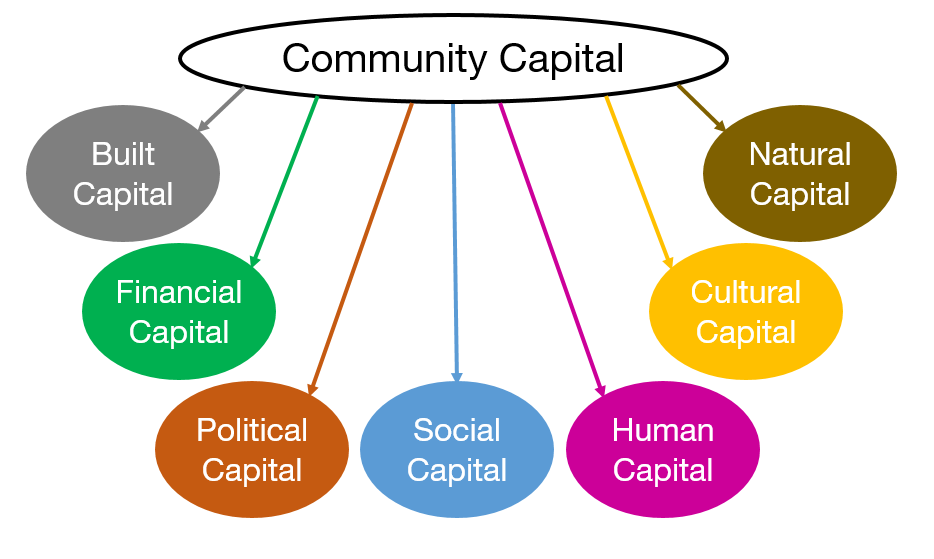 Community Capital
Built
Capital
Natural
Capital
Financial
Capital
Cultural
Capital
Political
Capital
Social
Capital
Human
Capital